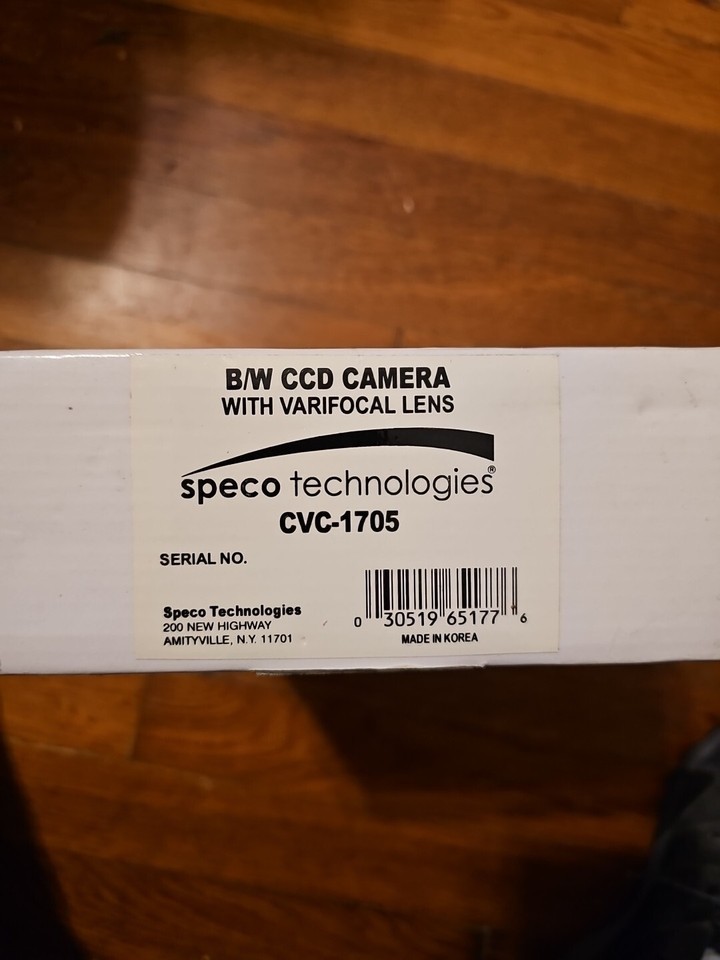 B/W CCD CAMERA
WITH VARIFOCAL LENS
speco technologies®
CVC-1705
SERIAL NO.
Speco Technologies
200 NEW HIGHWAY
AMITYVILLE, N.Y. 11701
0 30519 65177 6
MADE IN KOREA